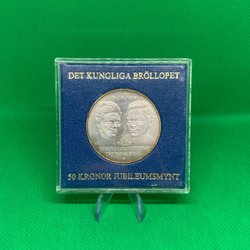 DET KUNGLIGA BRÖLLOPET
50 KRONOR JUBILEUMSMYNT